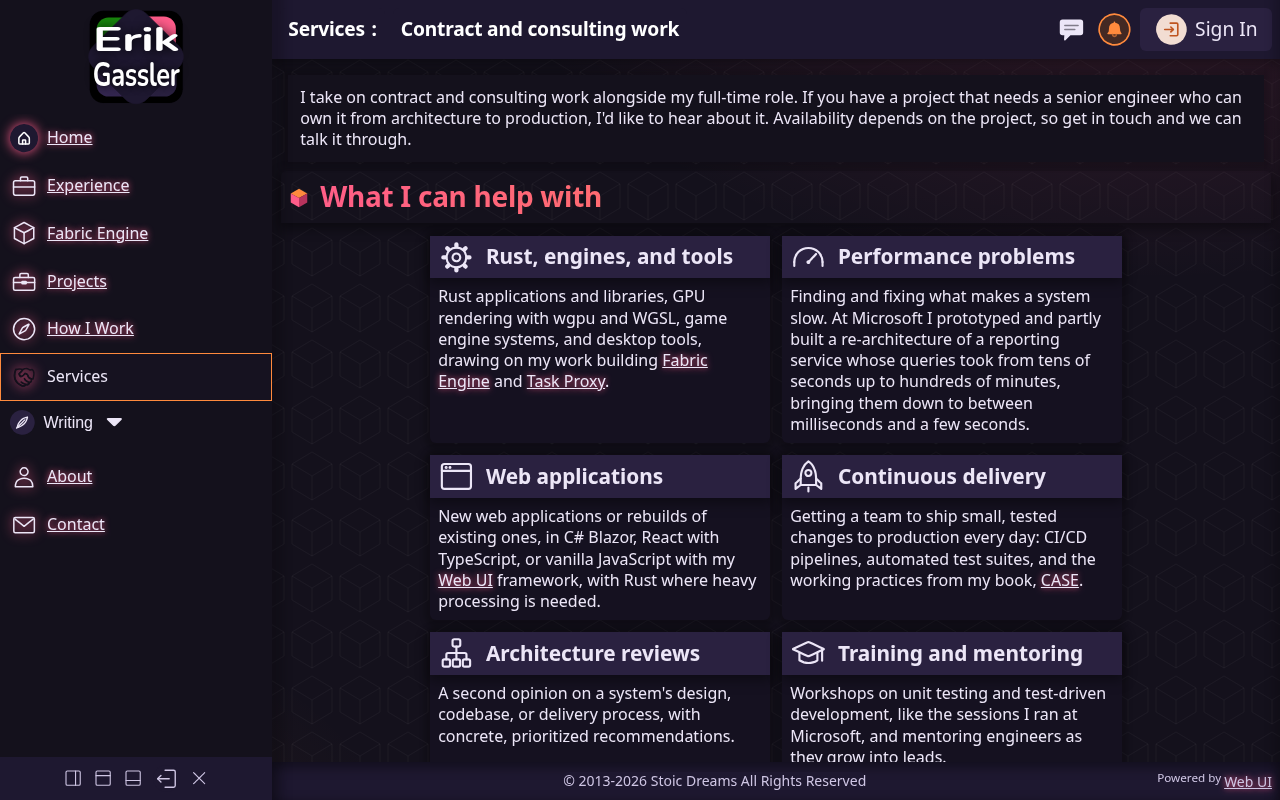 Erik
Gassler
Home
Experience
Fabric Engine
Projects
How I Work
Services
Writing
About
Contact
Services : Contract and consulting work
Sign In
I take on contract and consulting work alongside my full-time role. If you have a project that needs a senior engineer who can
own it from architecture to production, I'd like to hear about it. Availability depends on the project, so get in touch and we can
talk it through.
What I can help with
Rust, engines, and tools
Rust applications and libraries, GPU
rendering with wgpu and WGSL, game
engine systems, and desktop tools,
drawing on my work building Fabric
Engine and Task Proxy.
Performance problems
Finding and fixing what makes a system
slow. At Microsoft I prototyped and partly
built a re-architecture of a reporting
service whose queries took from tens of
seconds up to hundreds of minutes,
bringing them down to between
milliseconds and a few seconds.
Web applications
New web applications or rebuilds of
existing ones, in C# Blazor, React with
TypeScript, or vanilla JavaScript with my
Web UI framework, with Rust where heavy
processing is needed.
Continuous delivery
Getting a team to ship small, tested
changes to production every day: CI/CD
pipelines, automated test suites, and the
working practices from my book, CASE.
Architecture reviews
A second opinion on a system's design,
codebase, or delivery process, with
concrete, prioritized recommendations.
Training and mentoring
Workshops on unit testing and test-driven
development, like the sessions I ran at
Microsoft, and mentoring engineers as
they grow into leads.
© 2013-2026 Stoic Dreams All Rights Reserved
Powered by Web UI